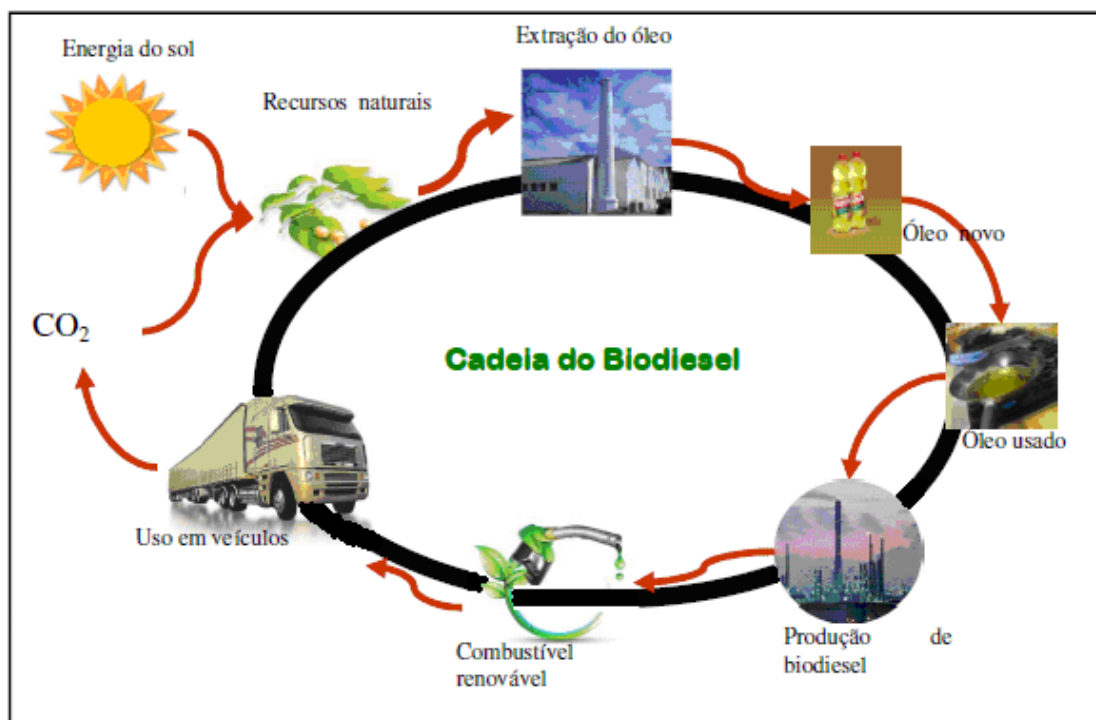 Energia do sol
Extração do óleo
Recursos naturais
Óleo novo
CO₂
Cadeia do Biodiesel
Óleo usado
Uso em veículos
Combustível
renovável
Produção de
biodiesel